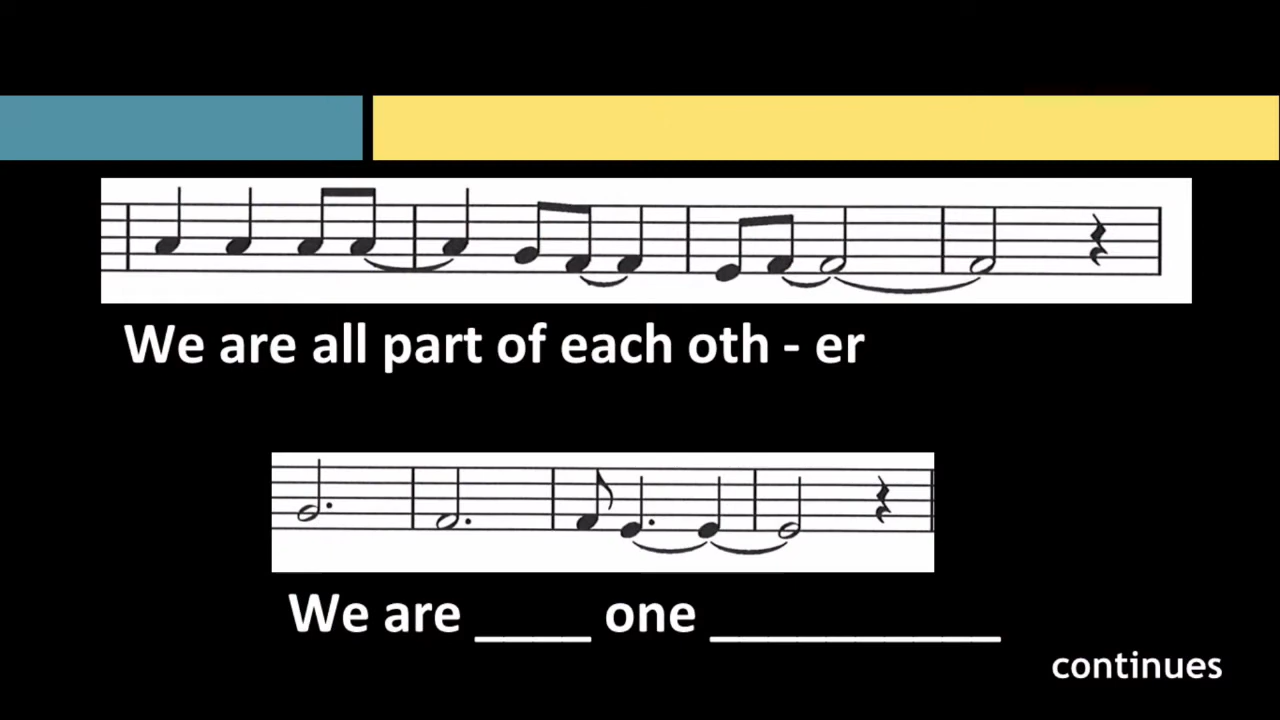 We are all part of each oth - er
We are ____ one __________
continues